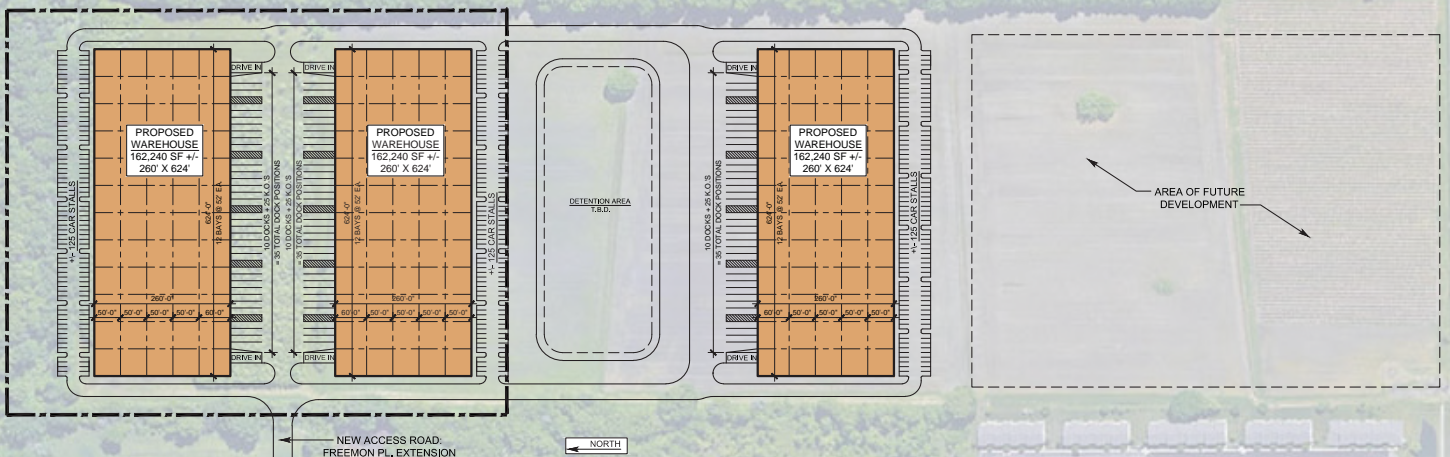 DRIVE IN
DRIVE IN
DRIVE IN
PROPOSED
WAREHOUSE
162,240 SF +/-
260' X 624'
PROPOSED
WAREHOUSE
162,240 SF +/-
260' X 624'
PROPOSED
WAREHOUSE
162,240 SF +/-
260' X 624'
+\- 125 CAR STALLS
624'-0"
12 BAYS @ 52' EA.
10 DOCKS + 25 K.O.'S
= 35 TOTAL DOCK POSITIONS
10 DOCKS + 25 K.O.'S
= 35 TOTAL DOCK POSITIONS
624'-0"
12 BAYS @ 52' EA.
+\- 125 CAR STALLS
DETENTION AREA
T.B.D.
10 DOCKS + 25 K.O.'S
= 35 TOTAL DOCK POSITIONS
624'-0"
12 BAYS @ 52' EA.
+\- 125 CAR STALLS
AREA OF FUTURE
DEVELOPMENT
260'-0"
50'-0" 50'-0" 50'-0" 50'-0" 60'-0"
260'-0"
60'-0" 50'-0" 50'-0" 50'-0" 50'-0"
260'-0"
60'-0" 50'-0" 50'-0" 50'-0" 50'-0"
DRIVE IN
DRIVE IN
DRIVE IN
NEW ACCESS ROAD:
FREEMON PL. EXTENSION
NORTH